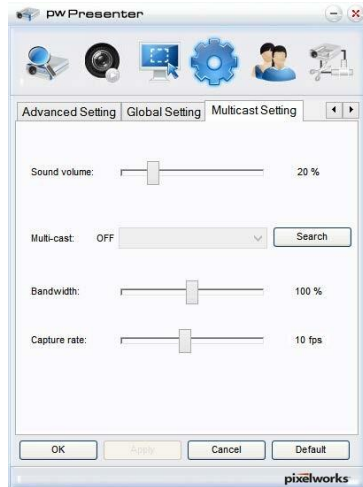 pwPresenter
Advanced Setting Global Setting Multicast Setting
Sound volume: 20 %
Multi-cast: OFF Search
Bandwidth: 100 %
Capture rate: 10 fps
OK Apply Cancel Default
pixelworks